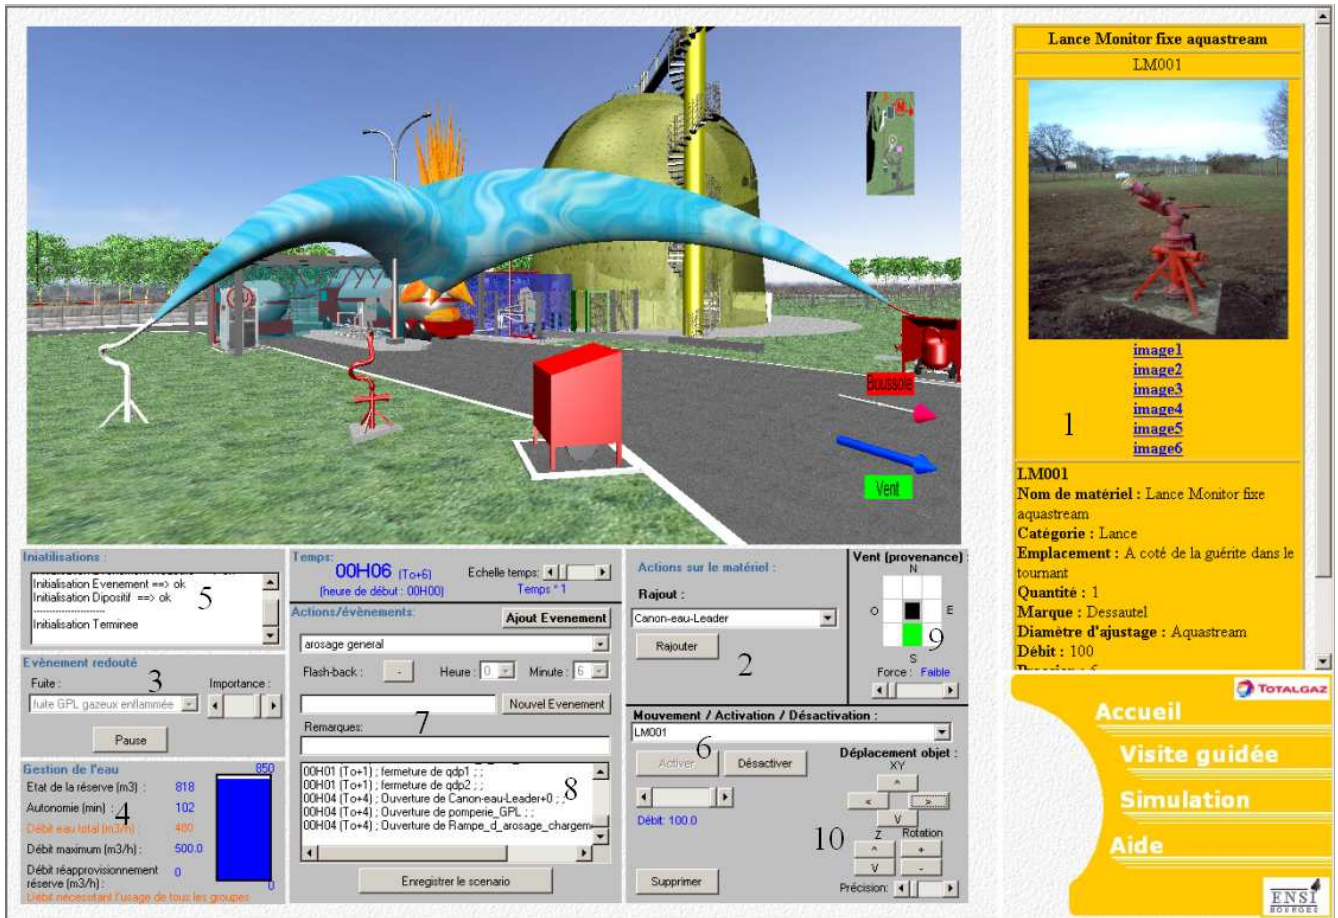 Boussole
Vent
Lance Monitor fixe aquastream
LM001
image1
image2
image3
image4
image5
image6
1
LM001
Nom de matériel : Lance Monitor fixe
aquastream
Catégorie : Lance
Emplacement : A coté de la guérite dans le
tournant
Quantité : 1
Marque : Dessautel
Diamètre d'ajustage : Aquastream
Débit : 100
TOTALGAZ
Accueil
Visite guidée
Simulation
Aide
ENSI
BOURGES
Iniatilisations :
Initialisation Evenement ==> ok
Initialisation Dipositif ==> ok
-----------------------
Initialisation Terminee
5
Evènement redouté
3
Fuite :
Importance :
fuite GPL gazeux enflammée
Pause
Gestion de l'eau
850
Etat de la réserve (m3) : 818
Autonomie (min) : 102
4
Débit eau total (m3/h) : 480
Débit maximum (m3/h) : 500.0
Débit réapprovisionnement 0
réserve (m3/h) :
0
Débit nécessitant l'usage de tous les groupes
Temps:
00H06 (To+6)
(heure de début : 00H00)
Echelle temps:
Temps * 1
Actions/évènements:
Ajout Evenement
arosage general
Flash-back : - Heure : 0 Minute : 6
Nouvel Evenement
7
Remarques:
00H01 (To+1) ; fermeture de qdp1 ; ;
00H01 (To+1) ; fermeture de qdp2 ; ;
00H04 (To+4) ; Ouverture de Canon-eau-Leader+0 ; ;
00H04 (To+4) ; Ouverture de pomperie_GPL ; ;
00H04 (To+4) ; Ouverture de Rampe_d_arosage_chargem
8
Enregistrer le scenario
Actions sur le matériel :
Rajout :
Canon-eau-Leader
Rajouter
2
Vent (provenance) :
N
O E
S
9
Force : Faible
Mouvement / Activation / Désactivation :
LM001
6
Activer Désactiver
Débit: 100.0
Supprimer
Déplacement objet :
XY
^
< >
V
Z Rotation
^ +
V -
10
Précision: